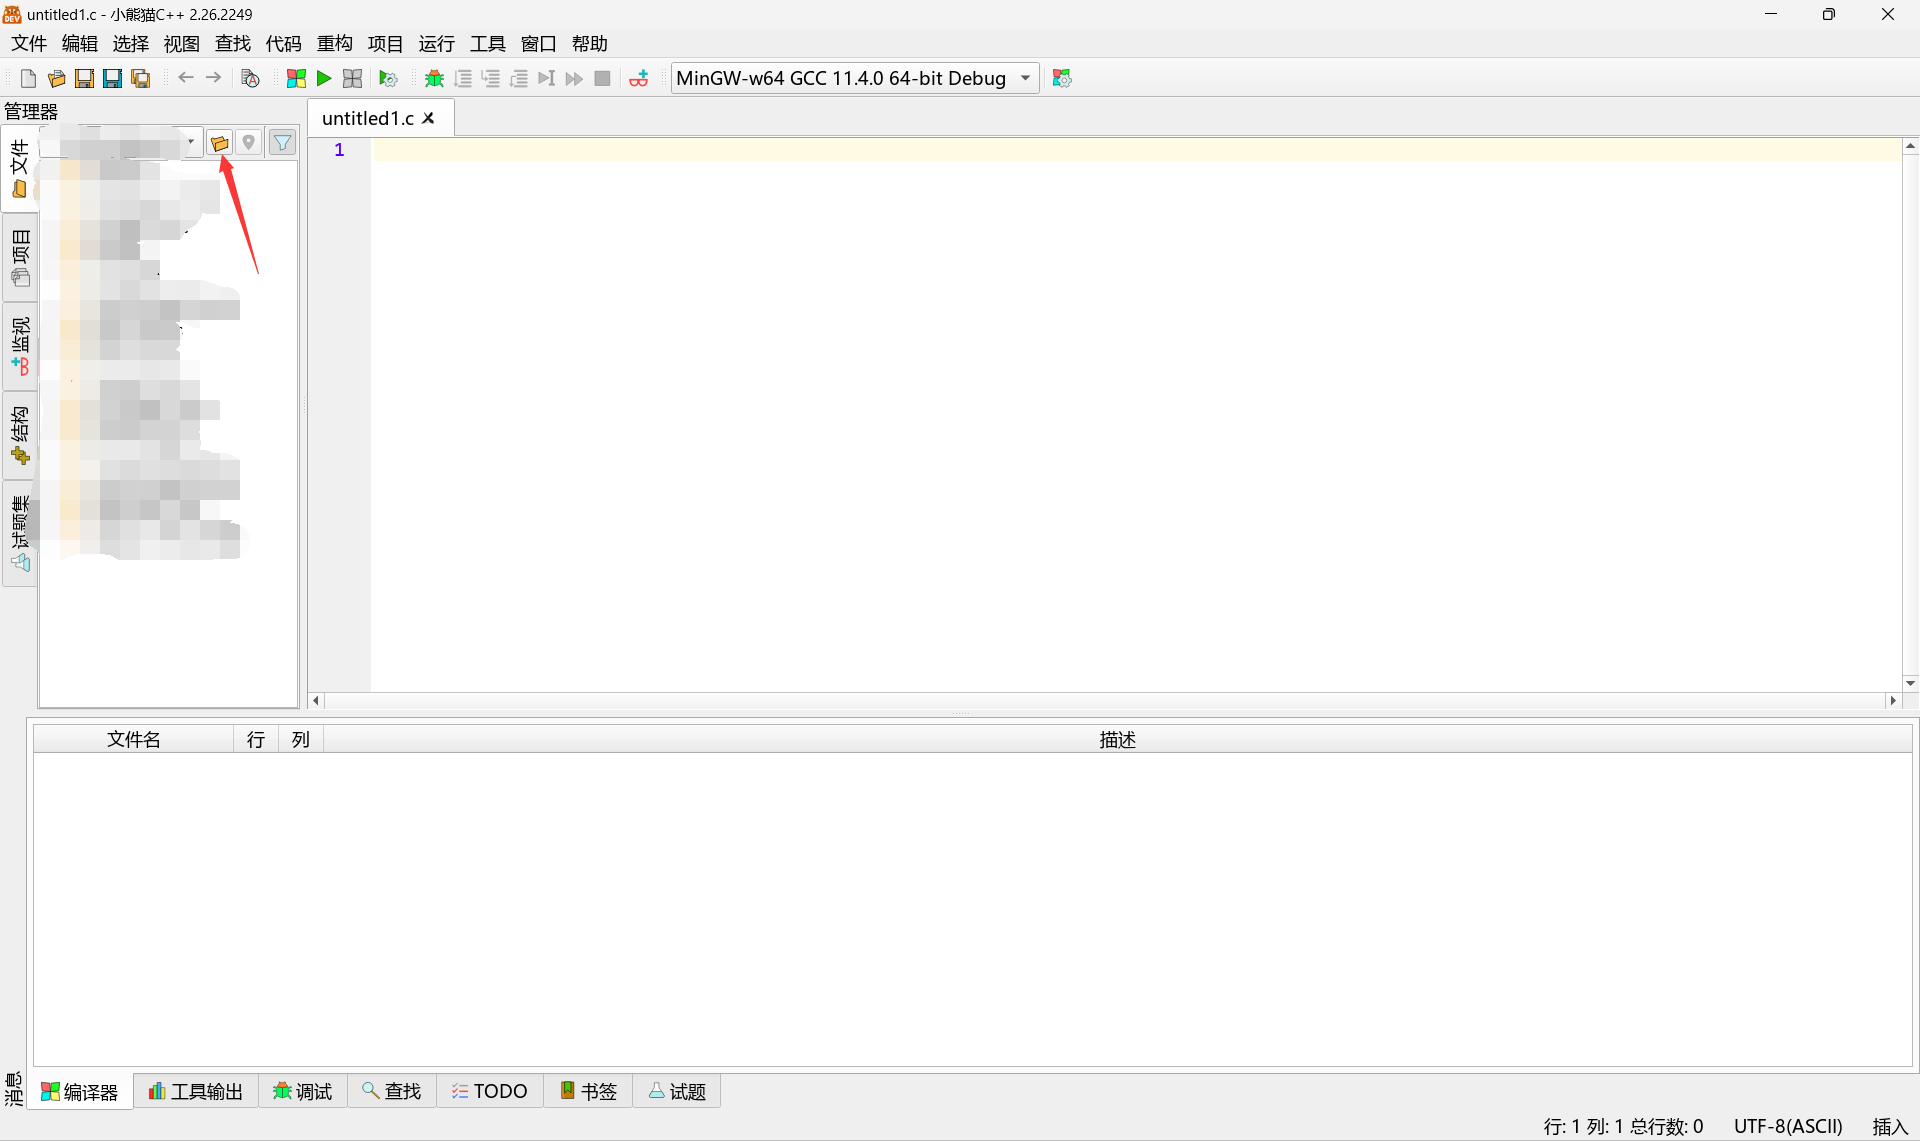 untitled1.c - 小熊猫C++ 2.26.2249
文件 编辑 选择 视图 查找 代码 重构 项目 运行 工具 窗口 帮助
MinGW-w64 GCC 11.4.0 64-bit Debug
管理器
untitled1.c
文件
项目
监视
结构
试题集
1
文件名 行 列 描述
消息
编译器 工具输出 调试 查找 TODO 书签 试题
行: 1 列: 1 总行数: 0 UTF-8(ASCII) 插入